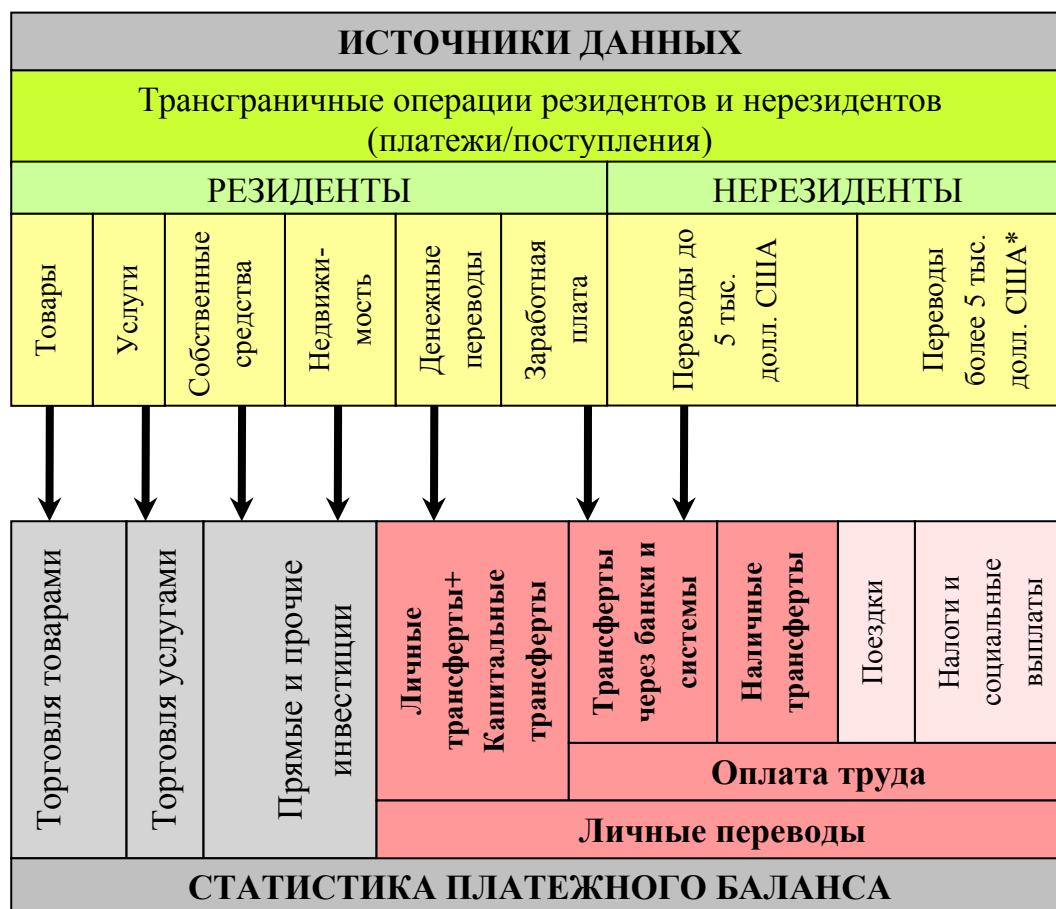 ИСТОЧНИКИ ДАННЫХ
Трансграничные операции резидентов и нерезидентов
(платежи/поступления)
РЕЗИДЕНТЫ
НЕРЕЗИДЕНТЫ
Товары
Услуги
Собственные
средства
Недвижи-
мость
Денежные
переводы
Заработная
плата
Переводы до
5 тыс.
долл. США
Переводы
более 5 тыс.
долл. США*
Торговля товарами
Торговля услугами
Прямые и прочие
инвестиции
Личные
трансферты+
Капитальные
трансферты
Трансферты
через банки и
системы
Наличные
трансферты
Поездки
Налоги и
социальные
выплаты
Оплата труда
Личные переводы
СТАТИСТИКА ПЛАТЕЖНОГО БАЛАНСА